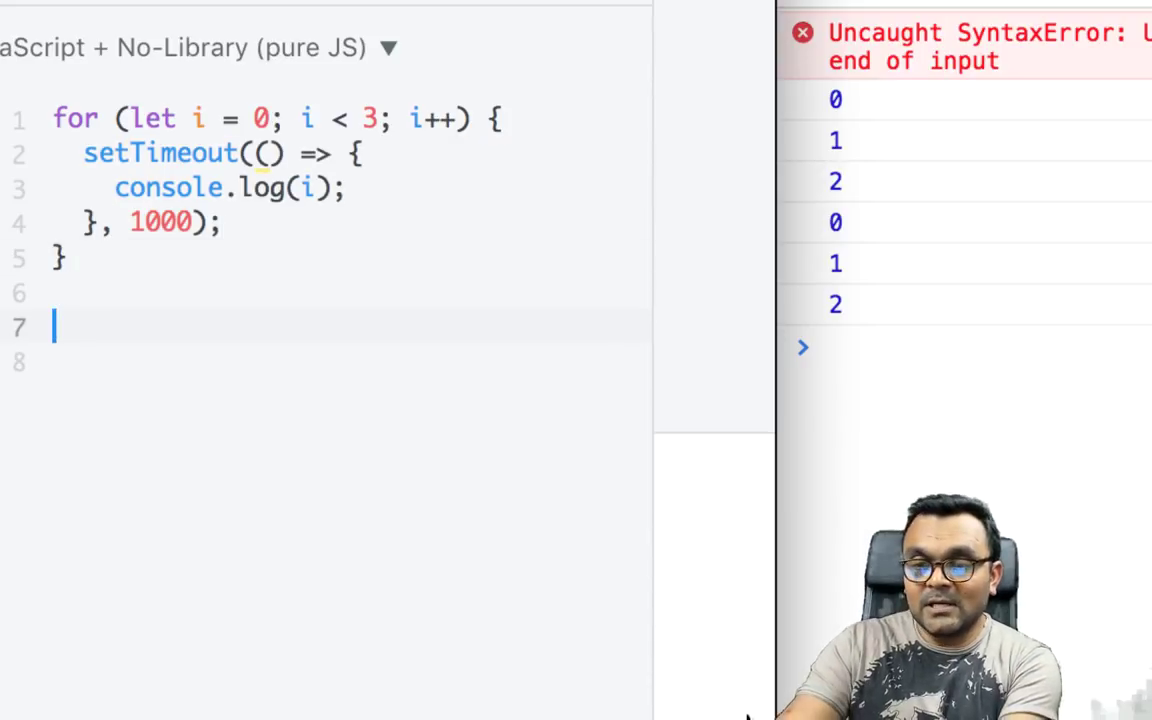 aScript + No-Library (pure JS) ▼
1 for (let i = 0; i < 3; i++) {
2 setTimeout(() => {
3 console.log(i);
4 }, 1000);
5 }
6
7
8
Uncaught SyntaxError:
end of input
0
1
2
0
1
2
>